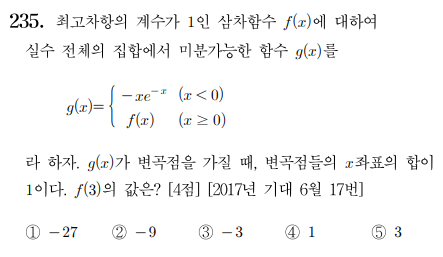 235. 최고차항의 계수가 1인 삼차함수 f(x)에 대하여
실수 전체의 집합에서 미분가능한 함수 g(x)를
g(x)= { -xe^{-x} (x<0)
f(x) (x≥0)
라 하자. g(x)가 변곡점을 가질 때, 변곡점들의 x좌표의 합이
1이다. f(3)의 값은? [4점] [2017년 기대 6월 17번]
① -27 ② -9 ③ -3 ④ 1 ⑤ 3